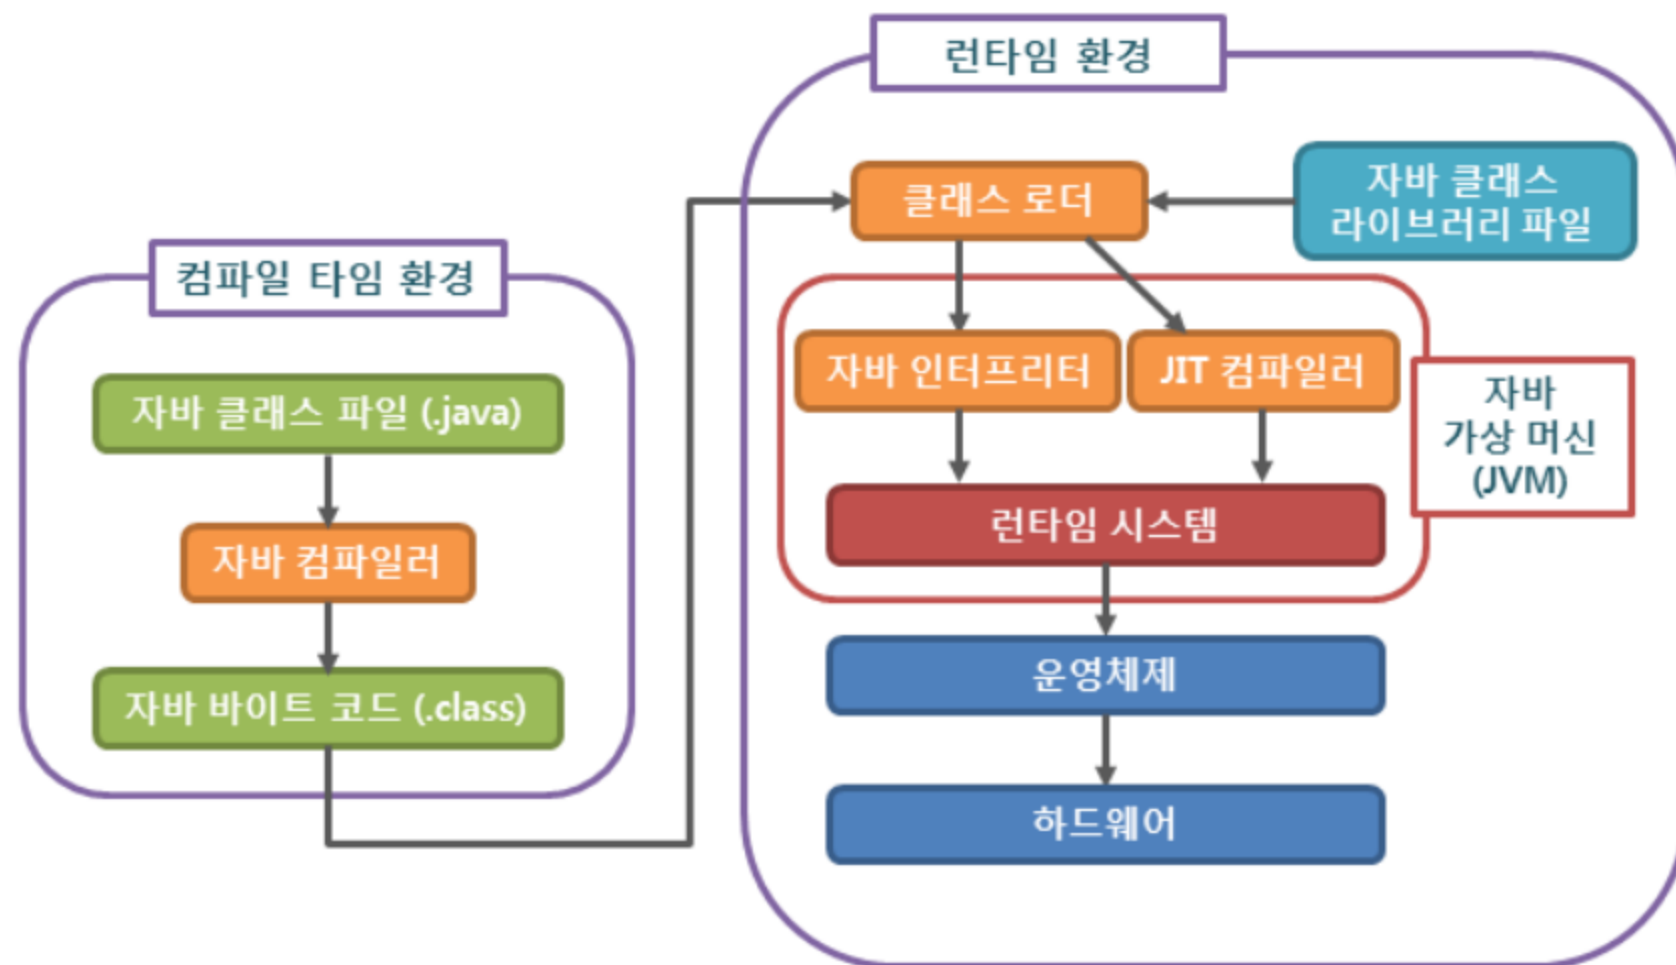 컴파일 타임 환경
자바 클래스 파일 (.java)
자바 컴파일러
자바 바이트 코드 (.class)
런타임 환경
클래스 로더
자바 클래스
라이브러리 파일
자바 인터프리터
JIT 컴파일러
자바
가상 머신
(JVM)
런타임 시스템
운영체제
하드웨어